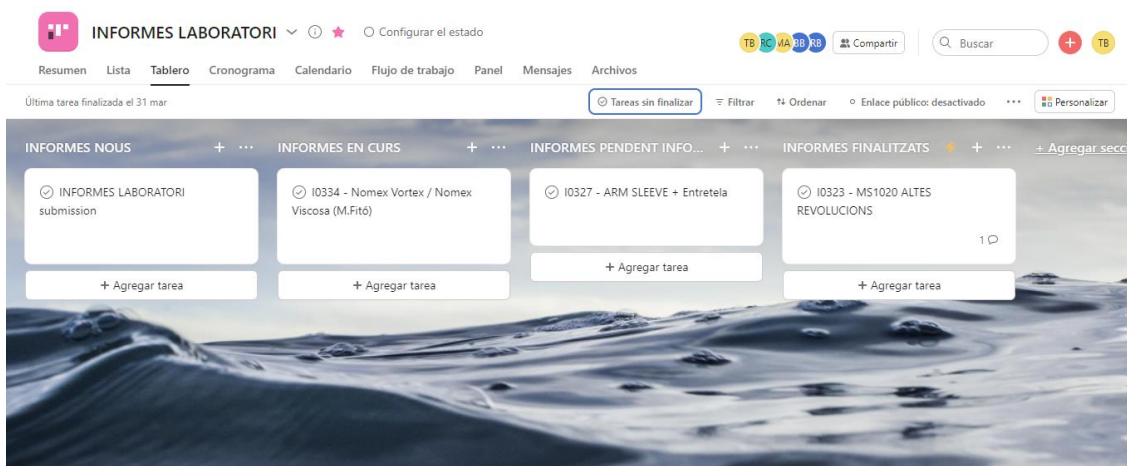 INFORMES LABORATORI
Configurar el estado
TB RC MA BB RB
Compartir
Buscar
TB
Resumen Lista Tablero Cronograma Calendario Flujo de trabajo Panel Mensajes Archivos
Última tarea finalizada el 31 mar
Tareas sin finalizar
Filtrar
Ordenar
Enlace público: desactivado
Personalizar
INFORMES NOUS
INFORMES LABORATORI
submission
+ Agregar tarea
INFORMES EN CURS
I0334 - Nomex Vortex / Nomex
Viscosa (M.Fitó)
+ Agregar tarea
INFORMES PENDENT INFO...
I0327 - ARM SLEEVE + Entretela
+ Agregar tarea
INFORMES FINALITZATS
I0323 - MS1020 ALTES
REVOLUCIONS
1
+ Agregar tarea
+ Agregar secc